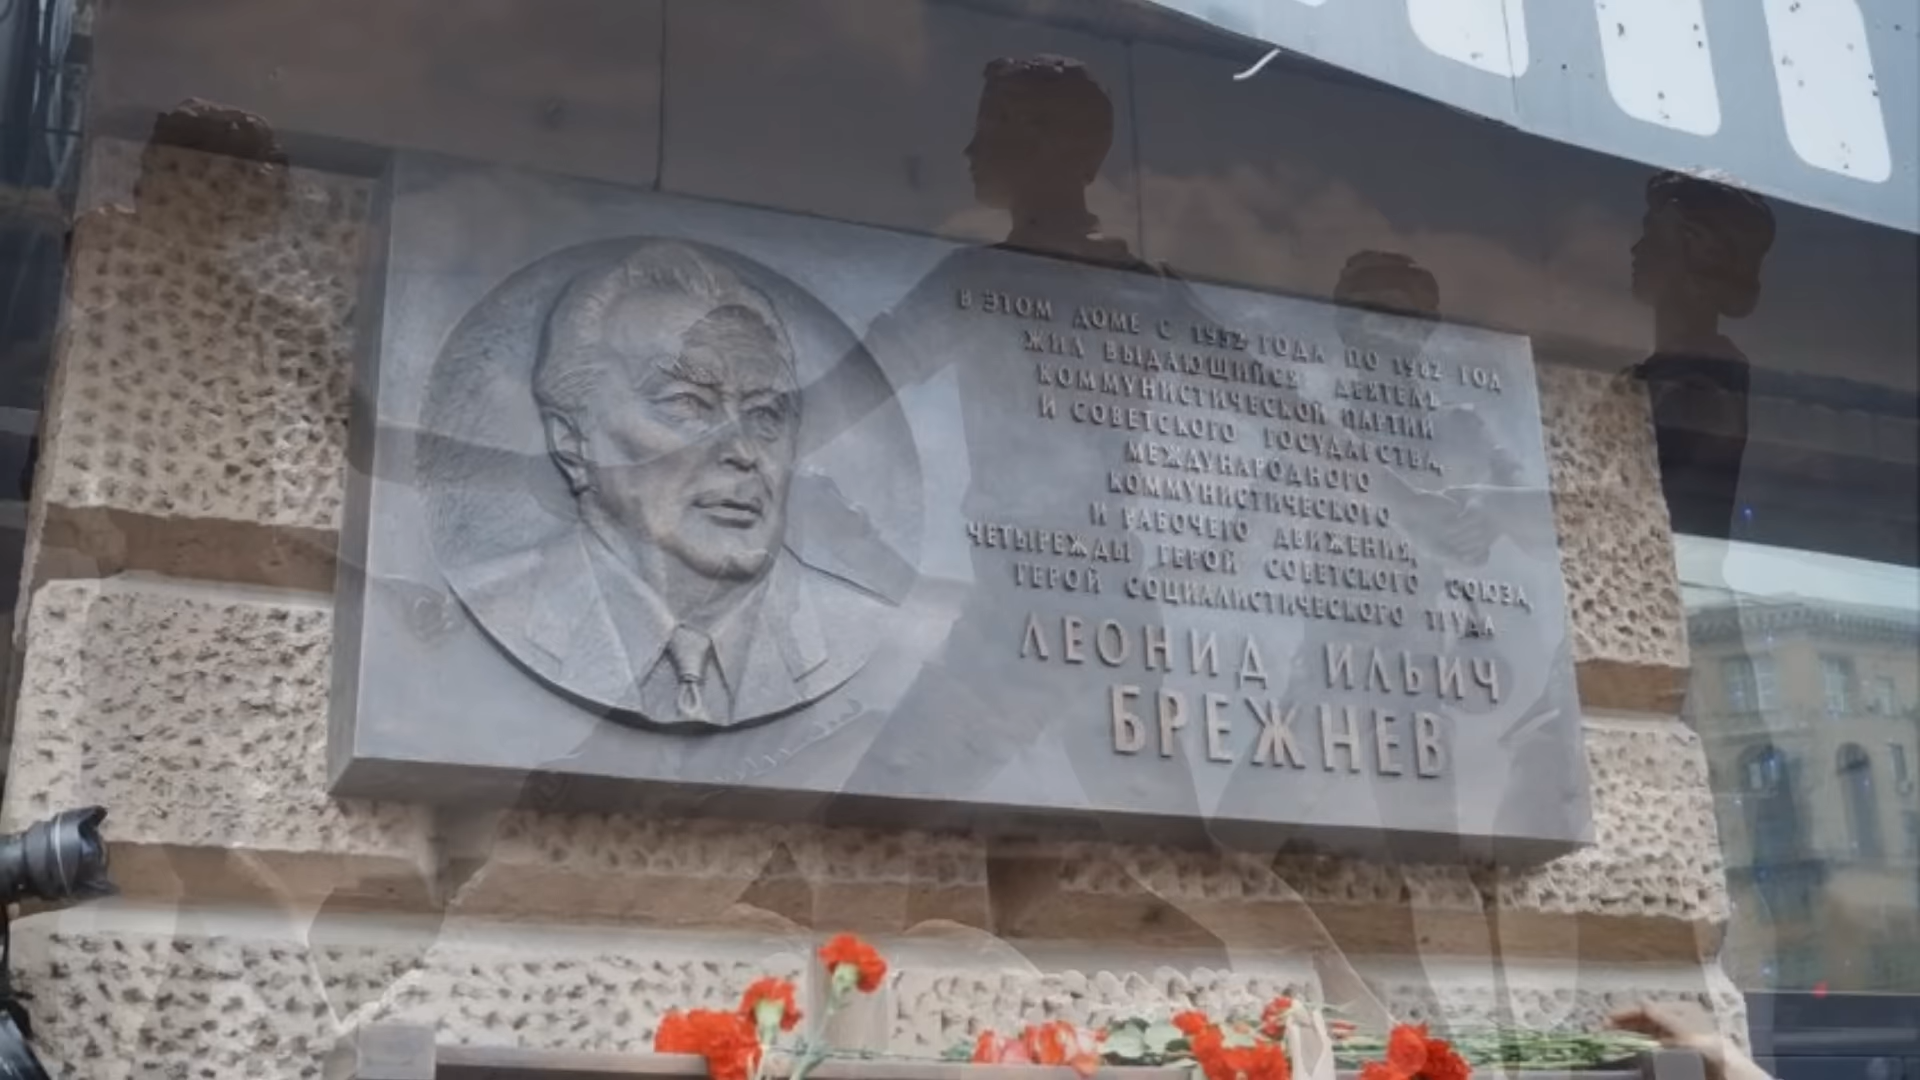 В ЭТОМ ДОМЕ С 1952 ГОДА ПО 1982 ГОД
ЖИЛ ВЫДАЮЩИЙСЯ ДЕЯТЕЛЬ
КОММУНИСТИЧЕСКОЙ ПАРТИИ
И СОВЕТСКОГО ГОСУДАРСТВА,
МЕЖДУНАРОДНОГО
КОММУНИСТИЧЕСКОГО
И РАБОЧЕГО ДВИЖЕНИЯ,
ЧЕТЫРЕЖДЫ ГЕРОЙ СОВЕТСКОГО СОЮЗА,
ГЕРОЙ СОЦИАЛИСТИЧЕСКОГО ТРУДА
ЛЕОНИД ИЛЬИЧ
БРЕЖНЕВ